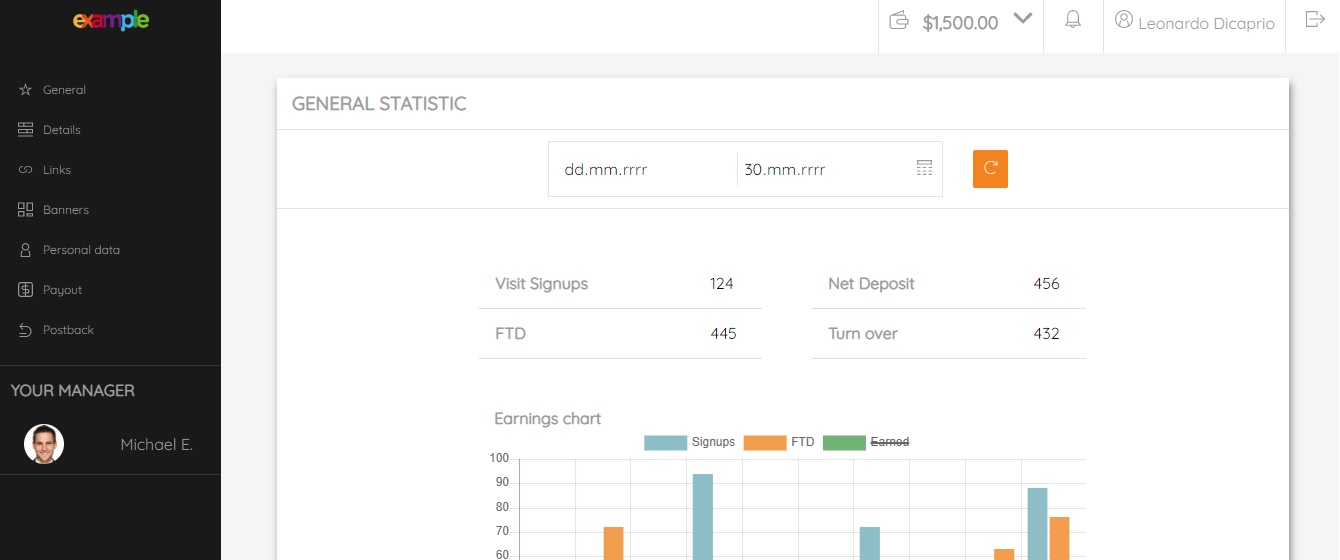 example
$1,500.00
Leonardo Dicaprio
General
Details
Links
Banners
Personal data
Payout
Postback
YOUR MANAGER
Michael E.
GENERAL STATISTIC
dd.mm.rrrr 30.mm.rrrr
Visit Signups 124 Net Deposit 456
FTD 445 Turn over 432
Earnings chart
Signups FTD Earned
100
90
80
70
60